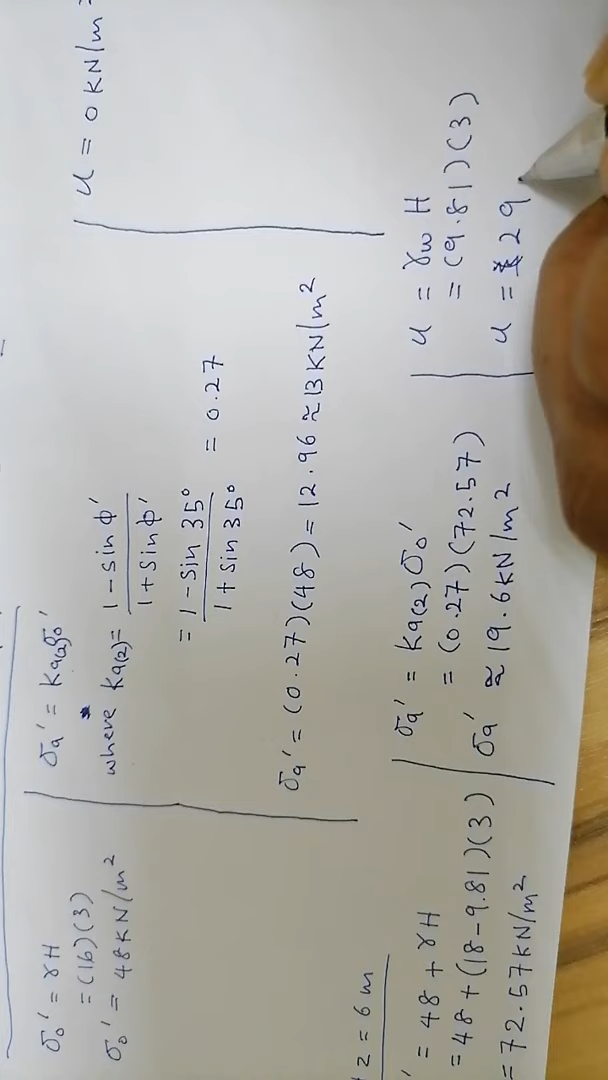 σo' = γH
= (16)(3)
σo' = 48 KN/m²
σa' = Ka(2)σo'
where Ka(2) = 1 - sin φ' / 1 + sin φ'
= 1 - sin 35° / 1 + sin 35° = 0.27
σa' = (0.27)(48) = 12.96 ≈ 13 KN/m²
u = 0 KN/m²
z = 6m
' = 48 + γH
= 48 + (18 - 9.81)(3)
= 72.57 KN/m²
σa' = Ka(2) σo'
= (0.27)(72.57)
σa' ≈ 19.6 KN/m²
u = γw H
= (9.81)(3)
u = 29